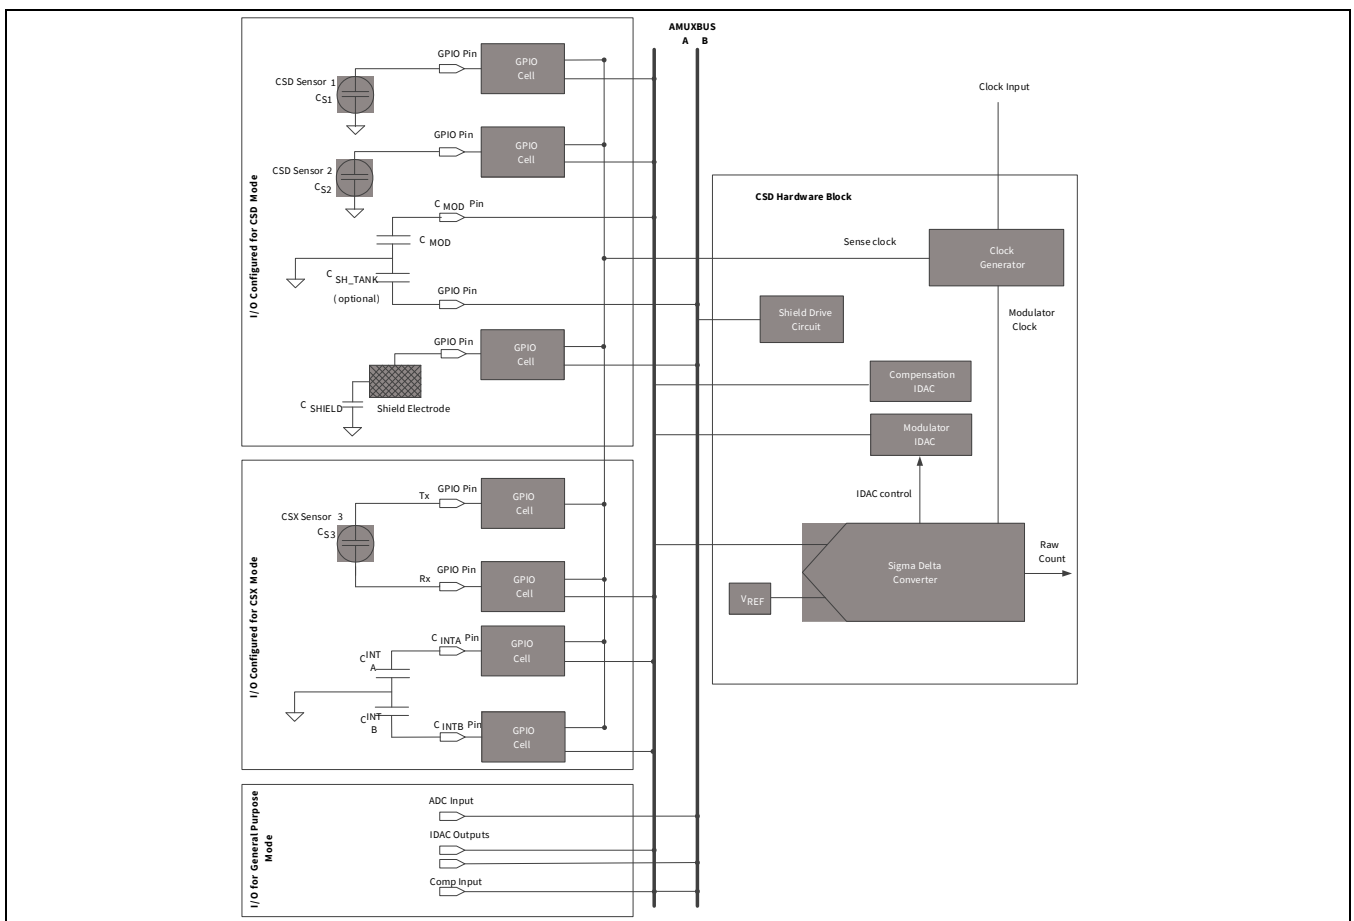 AMUXBUS
A B
I/O Configured for CSD Mode
GPIO Pin
GPIO
Cell
CSD Sensor 1
CS1
GPIO Pin
GPIO
Cell
CSD Sensor 2
CS2
C MOD Pin
C MOD
C SH_TANK
(optional)
GPIO Pin
GPIO Pin
GPIO
Cell
C SHIELD
Shield Electrode
I/O Configured for CSX Mode
Tx
GPIO Pin
GPIO
Cell
CSX Sensor 3
CS3
Rx
GPIO Pin
GPIO
Cell
C INTA Pin
GPIO
Cell
C INT
A
C INT
B
C INTB Pin
GPIO
Cell
I/O for General Purpose
Mode
ADC Input
IDAC Outputs
Comp Input
Clock Input
CSD Hardware Block
Sense clock
Clock
Generator
Modulator
Clock
Shield Drive
Circuit
Compensation
IDAC
Modulator
IDAC
IDAC control
Sigma Delta
Converter
VREF
Raw
Count